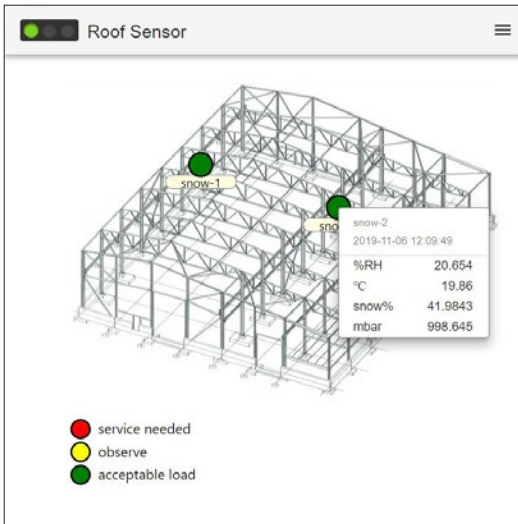 Roof Sensor
snow-1
sno
snow-2
2019-11-06 12:09:49
%RH 20.654
°C 19.86
snow% 41.9843
mbar 998.645
service needed
observe
acceptable load